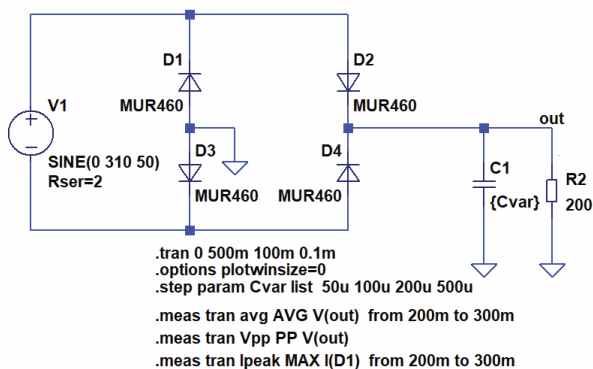 D1
D2
V1
MUR460
MUR460
out
+
−
D3
D4
C1
R2
SINE(0 310 50)
Rser=2
MUR460
MUR460
{Cvar}
200
.tran 0 500m 100m 0.1m
.options plotwinsize=0
.step param Cvar list 50u 100u 200u 500u
.meas tran avg AVG V(out) from 200m to 300m
.meas tran Vpp PP V(out)
.meas tran Ipeak MAX I(D1) from 200m to 300m